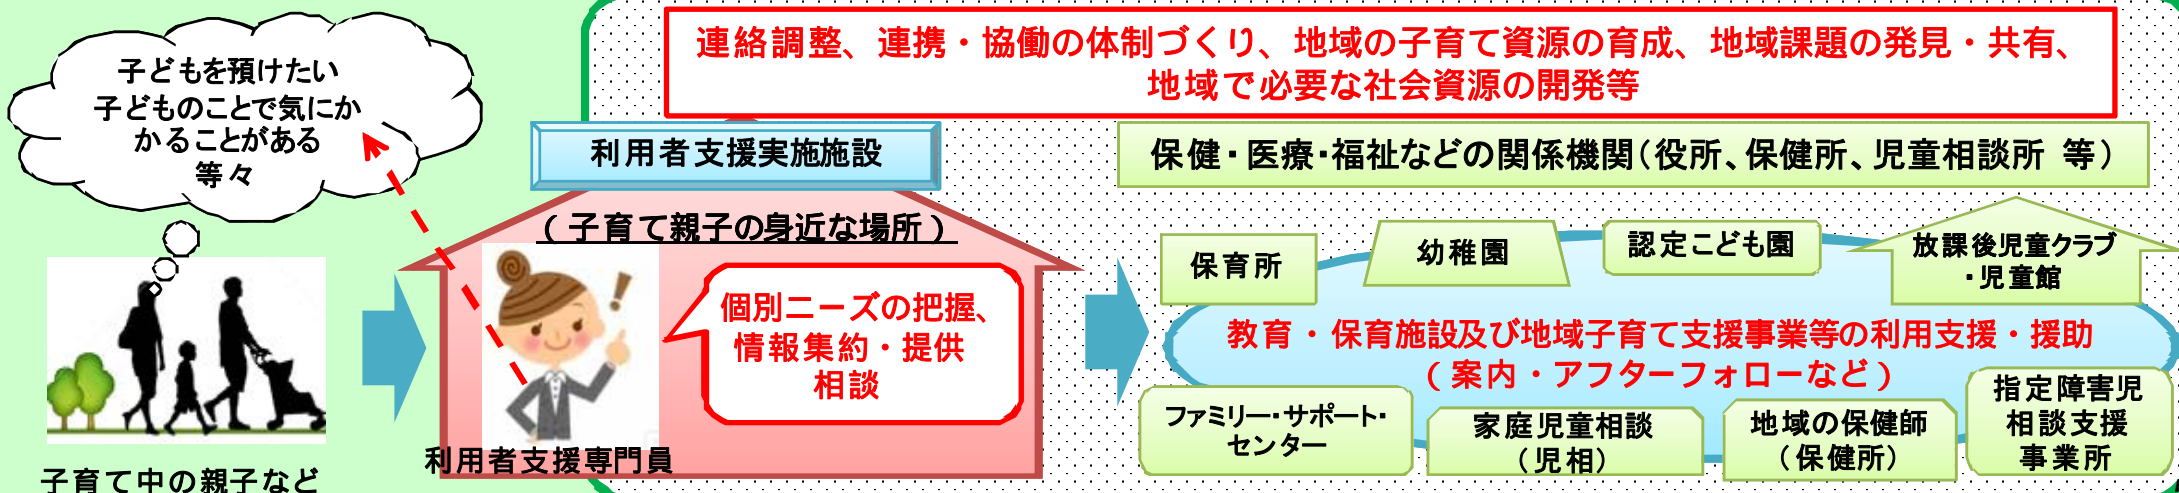 連絡調整、連携・協働の体制づくり、地域の子育て資源の育成、地域課題の発見・共有、
地域で必要な社会資源の開発等
子どもを預けたい
子どものことで気にか
かることがある
等々
利用者支援実施施設
保健・医療・福祉などの関係機関（役所、保健所、児童相談所 等）
（子育て親子の身近な場所）
個別ニーズの把握、
情報集約・提供
相談
利用者支援専門員
子育て中の親子など
保育所
幼稚園
認定こども園
放課後児童クラブ
・児童館
教育・保育施設及び地域子育て支援事業等の利用支援・援助
（案内・アフターフォローなど）
ファミリー・サポート・
センター
家庭児童相談
（児相）
地域の保健師
（保健所）
指定障害児
相談支援
事業所